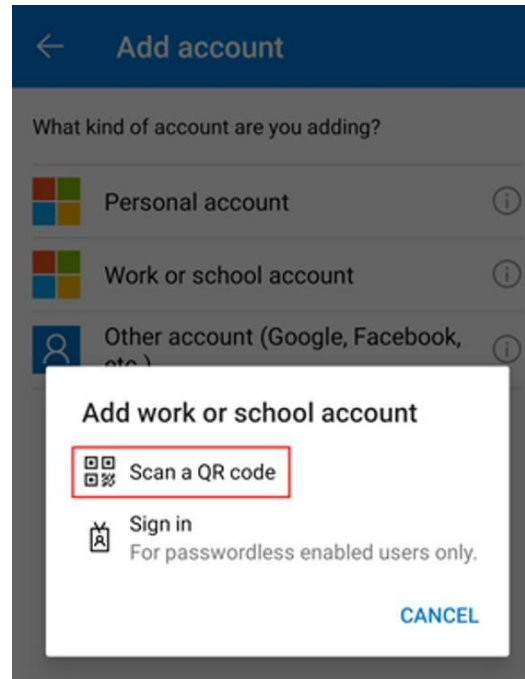 Add account
What kind of account are you adding?
Personal account
Work or school account
Other account (Google, Facebook,
etc.)
Add work or school account
Scan a QR code
Sign in
For passwordless enabled users only.
CANCEL